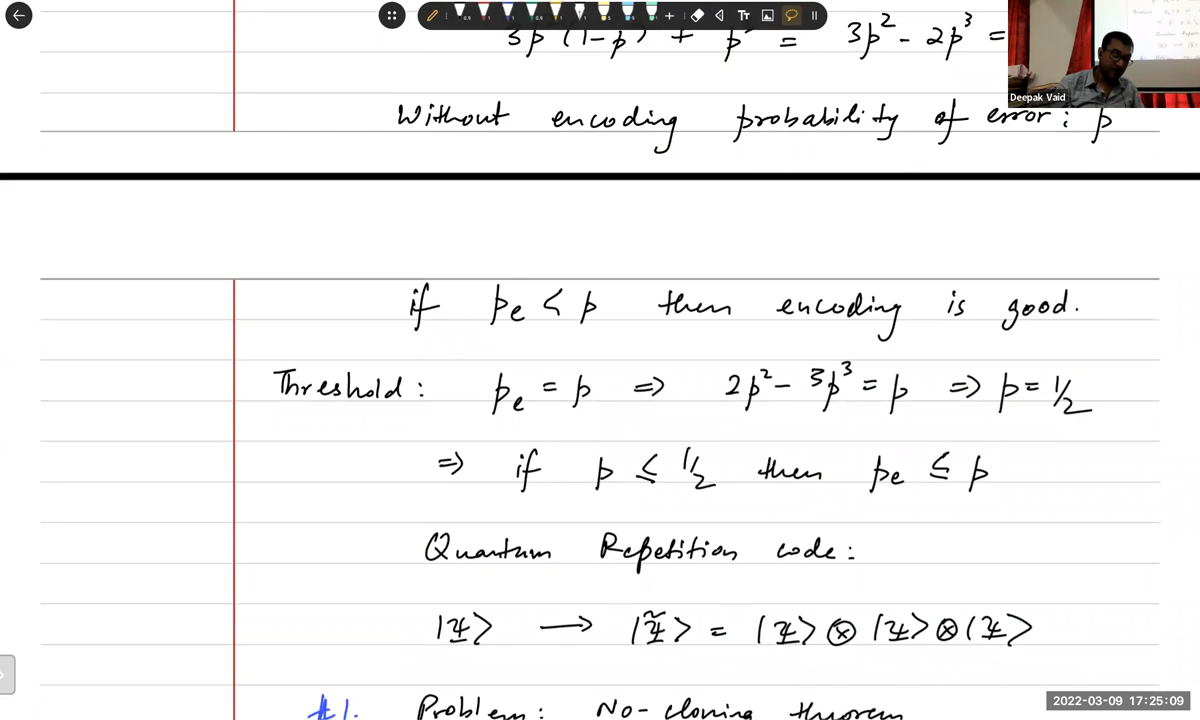 3p (1-p) + p = 3p² - 2p³ =
Deepak Vaid
Without encoding probability of error : p
if pe < p then encoding is good.
Threshold : pe = p => 2p² - 3p³ = p => p = 1/2
=> if p ≤ 1/2 then pe ≤ p
Quantum Repetition code :
|Ψ> → |Ψ̃> = |Ψ> ⊗ |Ψ> ⊗ |Ψ>
#1. Problem : No-cloning theorem
2022-03-09 17:25:09